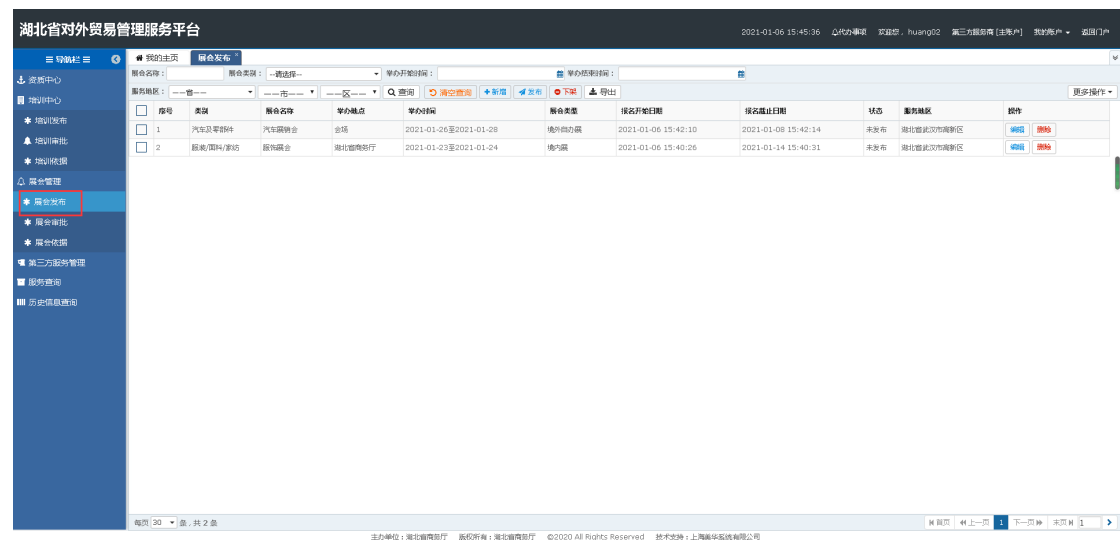 湖北省对外贸易管理服务平台
2021-01-06 15:45:36 代办事项 欢迎您，huang02 第三方服务商 [主账户] 我的账户 返回门户
导航栏
我的主页 展会发布
资质中心
培训中心
培训发布
培训审批
培训依据
展会管理
展会发布
展会审批
展会依据
第三方服务管理
服务查询
历史信息查询
展会名称： 展会类别： --请选择-- 举办开始时间： 举办结束时间：
服务地区： ——省—— ——市—— ——区—— 查询 清空查询 新增 发布 下架 导出 更多操作
序号 类别 展会名称 举办地点 举办时间 展会类型 报名开始日期 报名截止日期 状态 服务地区 操作
1 汽车及零部件 汽车展销会 会场 2021-01-26至2021-01-28 境外自办展 2021-01-06 15:42:10 2021-01-08 15:42:14 未发布 湖北省武汉市高新区 编辑 删除
2 服装/面料/家纺 服饰展会 湖北省商务厅 2021-01-23至2021-01-24 境内展 2021-01-06 15:40:26 2021-01-14 15:40:31 未发布 湖北省武汉市高新区 编辑 删除
每页 30 条，共 2 条 首页 上一页 1 下一页 末页 1
主办单位：湖北省商务厅 版权所有：湖北省商务厅 ©2020 All Rights Reserved 技术支持：上海美华系统有限公司